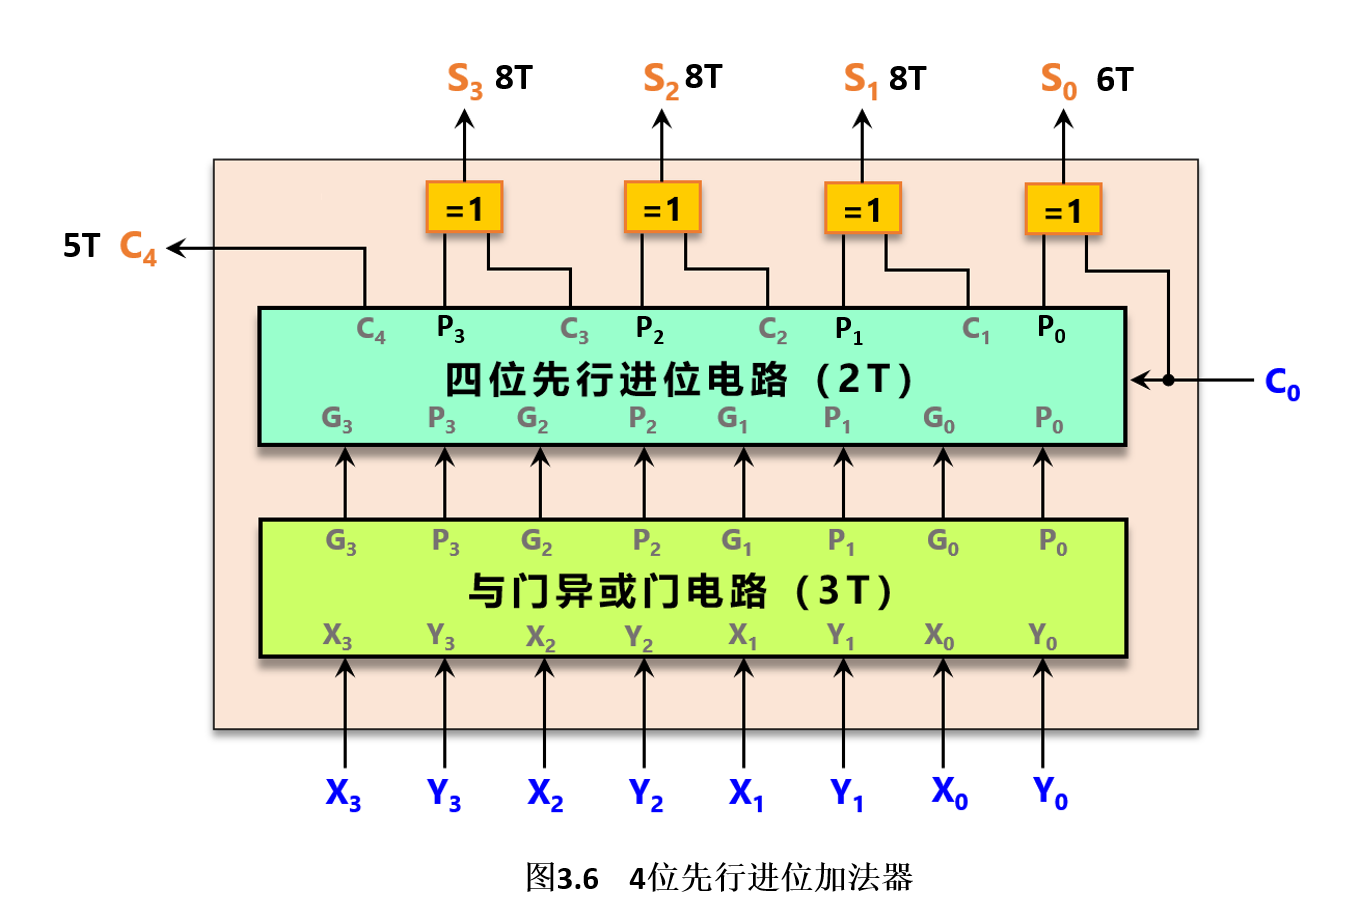 S3 8T S2 8T S1 8T S0 6T
=1 =1 =1 =1
5T C4
C4 P3 C3 P2 C2 P1 C1 P0
四位先行进位电路（2T）
C0
G3 P3 G2 P2 G1 P1 G0 P0
G3 P3 G2 P2 G1 P1 G0 P0
与门异或门电路（3T）
X3 Y3 X2 Y2 X1 Y1 X0 Y0
X3 Y3 X2 Y2 X1 Y1 X0 Y0
图3.6 4位先行进位加法器